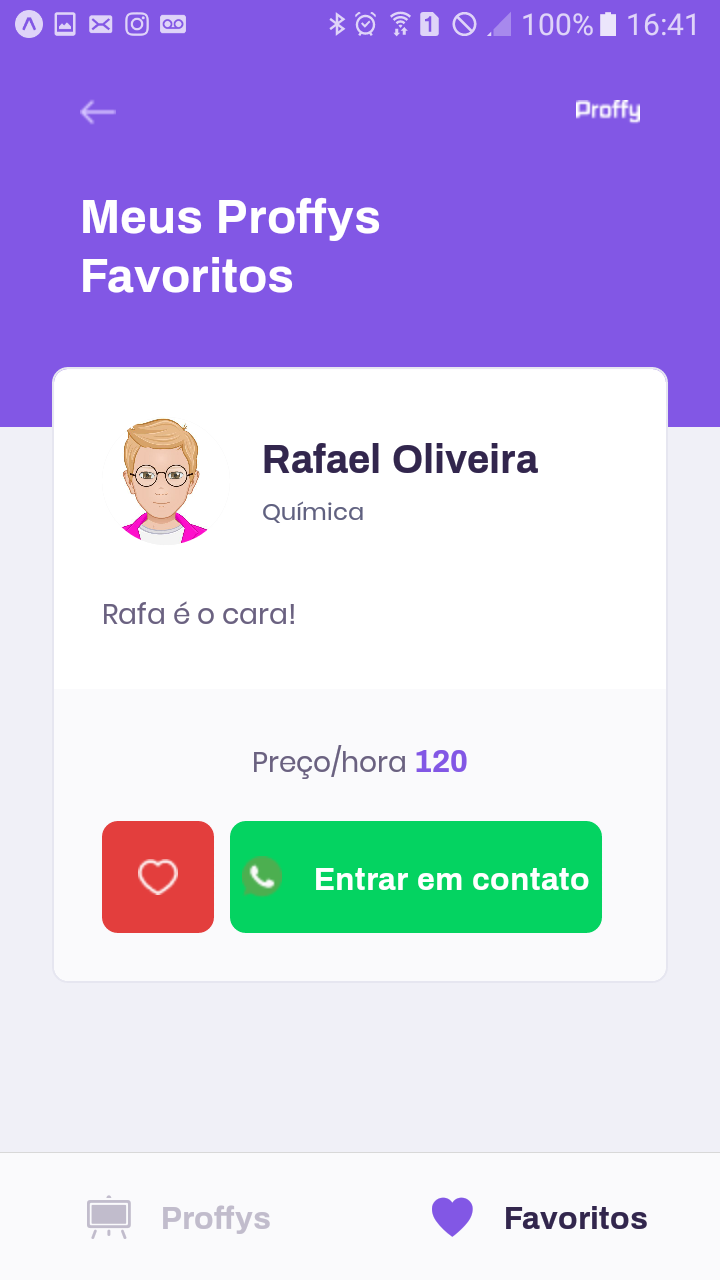 100% 16:41
Proffy
Meus Proffys
Favoritos
Rafael Oliveira
Química
Rafa é o cara!
Preço/hora 120
Entrar em contato
Proffys
Favoritos